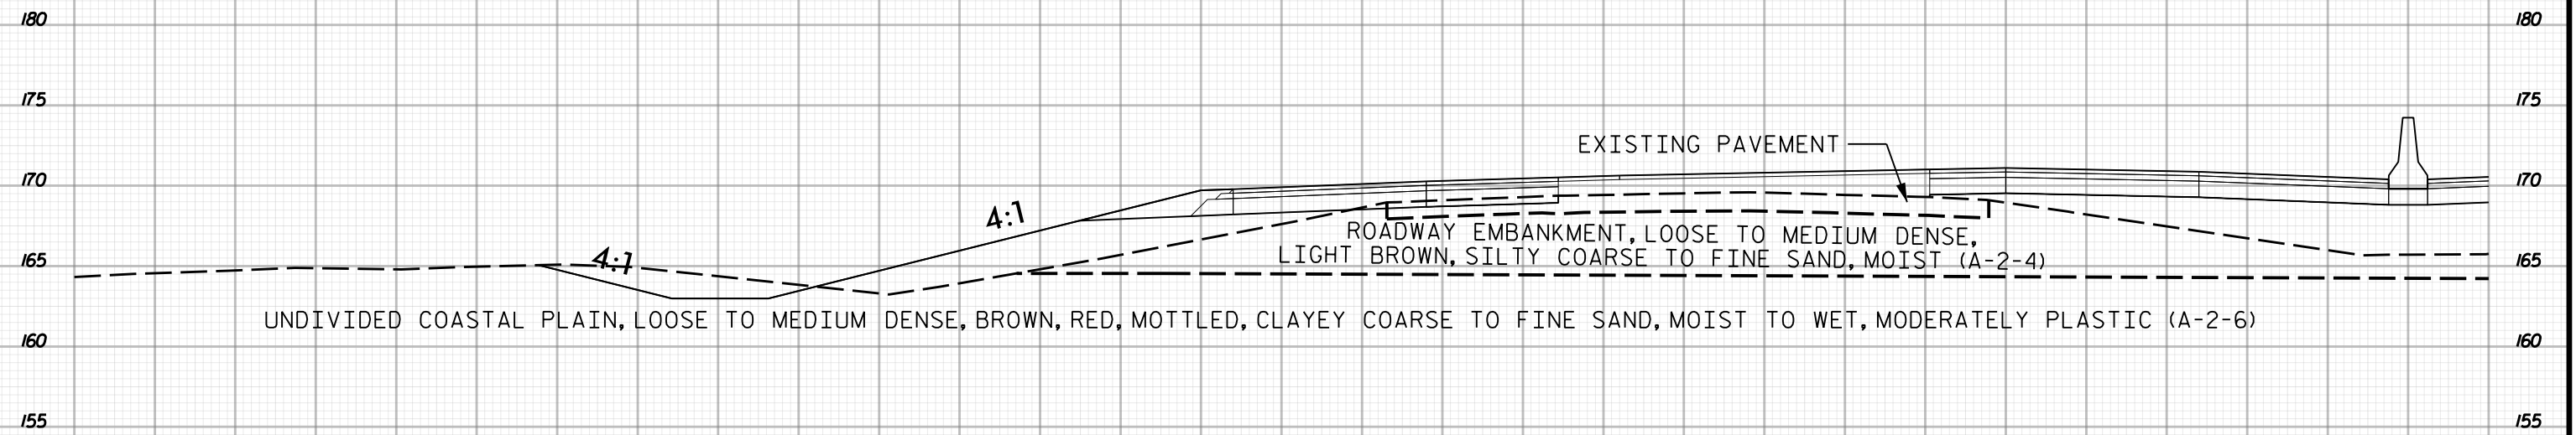 180 180
175 175
EXISTING PAVEMENT
170 170
4:1
ROADWAY EMBANKMENT, LOOSE TO MEDIUM DENSE,
LIGHT BROWN, SILTY COARSE TO FINE SAND, MOIST (A-2-4)
4:1
165 165
UNDIVIDED COASTAL PLAIN, LOOSE TO MEDIUM DENSE, BROWN, RED, MOTTLED, CLAYEY COARSE TO FINE SAND, MOIST TO WET, MODERATELY PLASTIC (A-2-6)
160 160
155 155